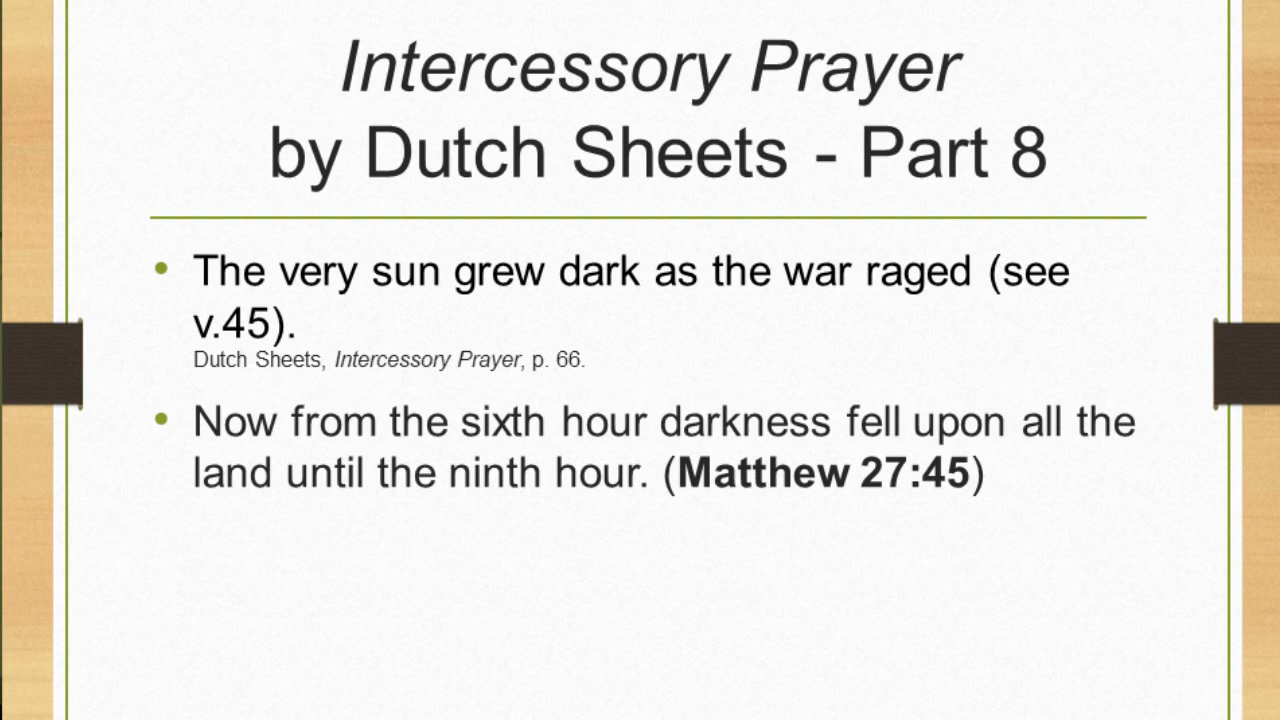 Intercessory Prayer
by Dutch Sheets - Part 8
• The very sun grew dark as the war raged (see
v.45).
Dutch Sheets, Intercessory Prayer, p. 66.
• Now from the sixth hour darkness fell upon all the
land until the ninth hour. (Matthew 27:45)